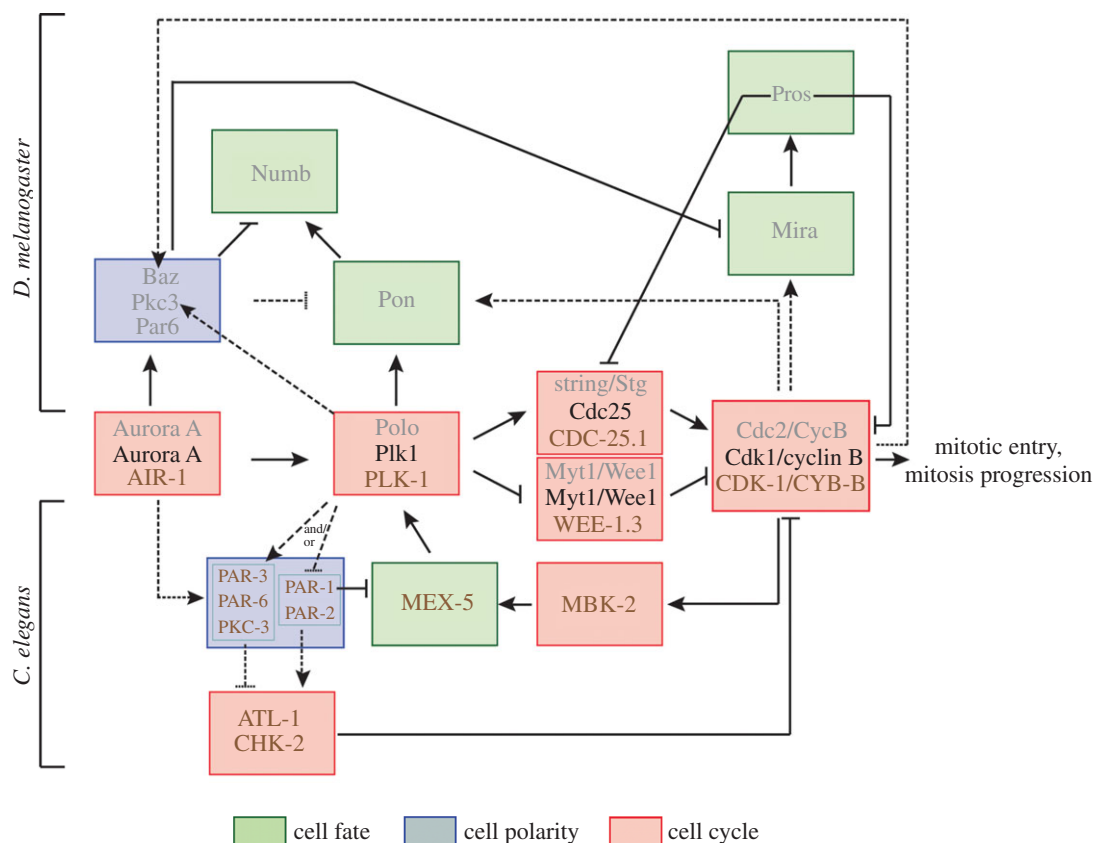 D. melanogaster
Pros
Numb
Mira
Baz
Pkc3
Par6
Pon
string/Stg
Cdc25
CDC-25.1
Aurora A
Aurora A
AIR-1
Polo
Plk1
PLK-1
Myt1/Wee1
Myt1/Wee1
WEE-1.3
Cdc2/CycB
Cdk1/cyclin B
CDK-1/CYB-B
mitotic entry,
mitosis progression
C. elegans
and/
or
PAR-3
PAR-6
PKC-3
PAR-1
PAR-2
MEX-5
MBK-2
ATL-1
CHK-2
cell fate
cell polarity
cell cycle